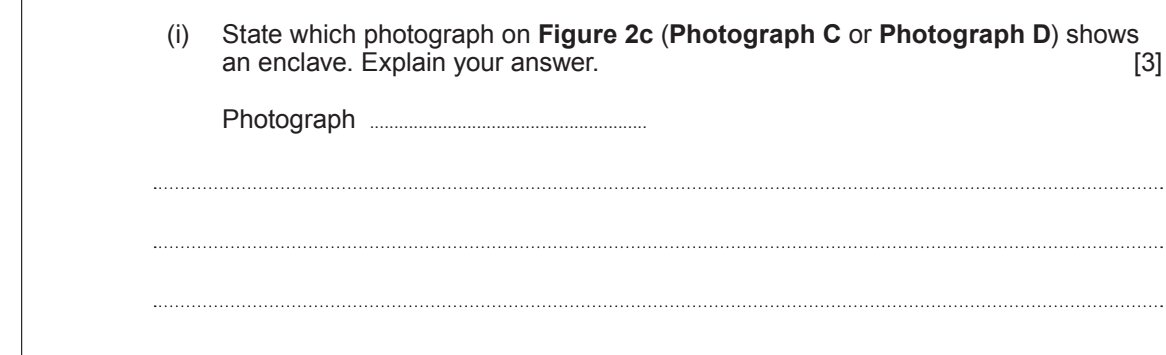 (i) State which photograph on Figure 2c (Photograph C or Photograph D) shows
an enclave. Explain your answer. [3]
Photograph